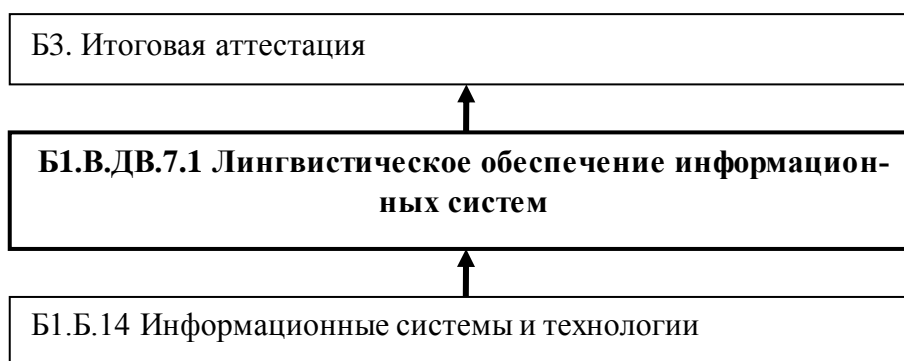 Б3. Итоговая аттестация
Б1.В.ДВ.7.1 Лингвистическое обеспечение информацион-
ных систем
Б1.Б.14 Информационные системы и технологии